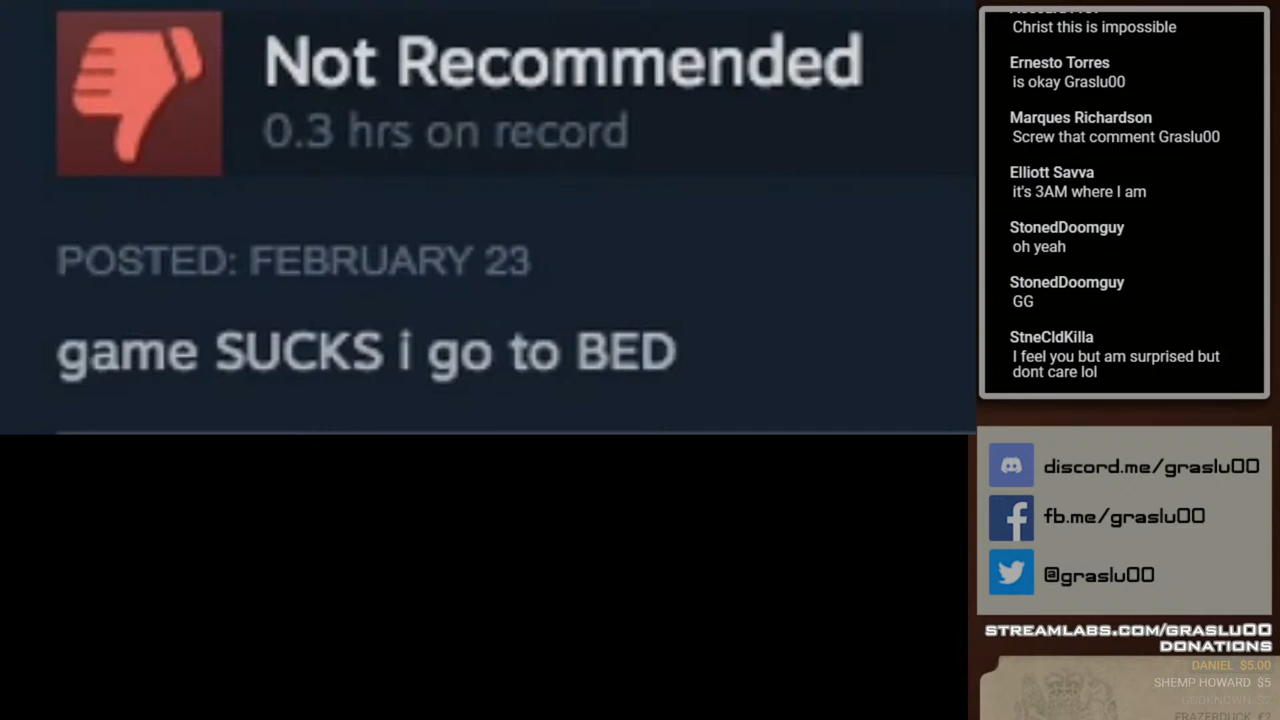 Not Recommended
0.3 hrs on record
POSTED: FEBRUARY 23
game SUCKS i go to BED
Christ this is impossible
Ernesto Torres
is okay Graslu00
Marques Richardson
Screw that comment Graslu00
Elliott Savva
it's 3AM where I am
StonedDoomguy
oh yeah
StonedDoomguy
GG
StneCldKilla
I feel you but am surprised but
dont care lol
discord.me/graslu00
fb.me/graslu00
@graslu00
STREAMLABS.COM/GRASLU00
DONATIONS
DANIEL $5.00
SHEMP HOWARD $5